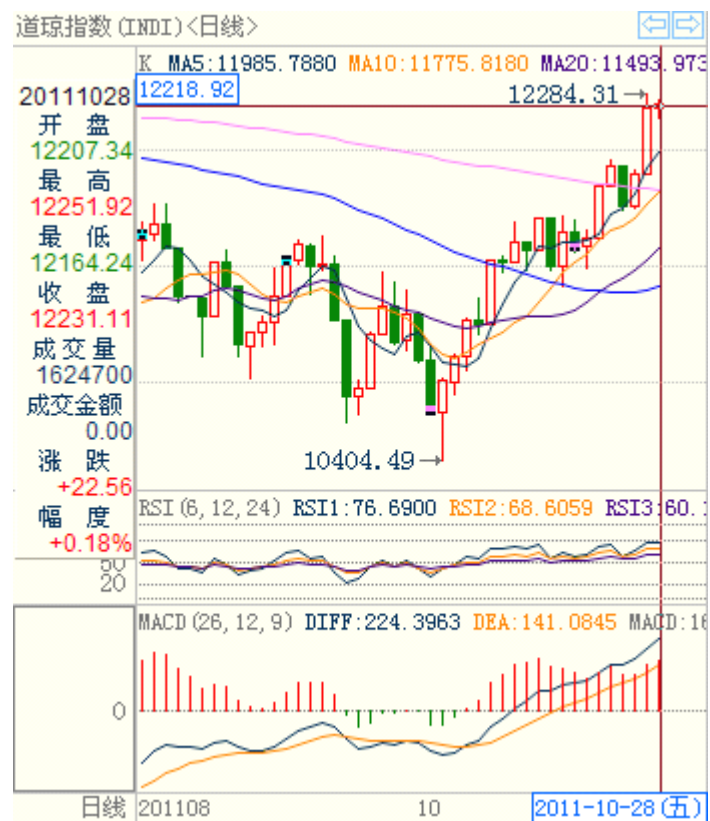 道琼指数(INDI)<日线>
K MA5:11985.7880 MA10:11775.8180 MA20:11493.973
20111028
12218.92
12284.31→
开 盘
12207.34
最 高
12251.92
最 低
12164.24
收 盘
12231.11
成交量
1624700
成交金额
0.00
涨 跌
+22.56
幅 度
+0.18%
10404.49→
RSI(6,12,24) RSI1:76.6900 RSI2:68.6059 RSI3:60.
20
MACD(26,12,9) DIFF:224.3963 DEA:141.0845 MACD:16
0
日线 201108 10 2011-10-28(五)